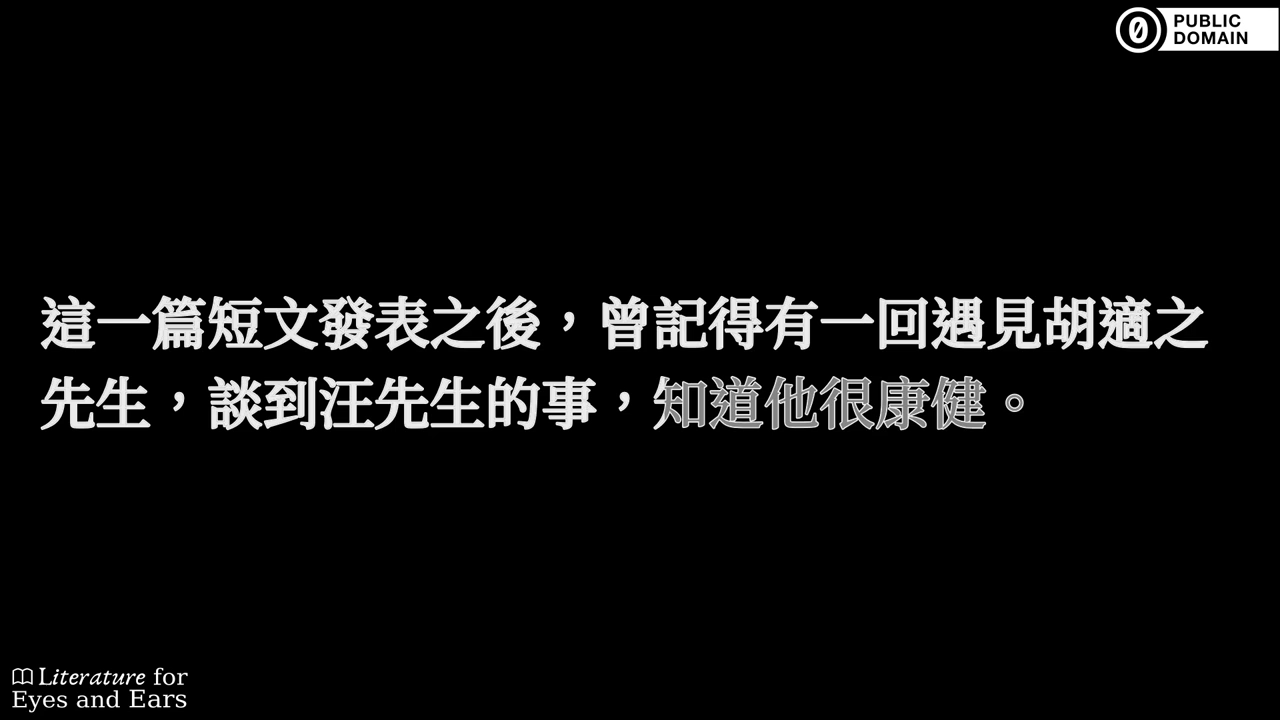 PUBLIC
DOMAIN
這一篇短文發表之後，曾記得有一回遇見胡適之
先生，談到汪先生的事，知道他很康健。
Literature for
Eyes and Ears